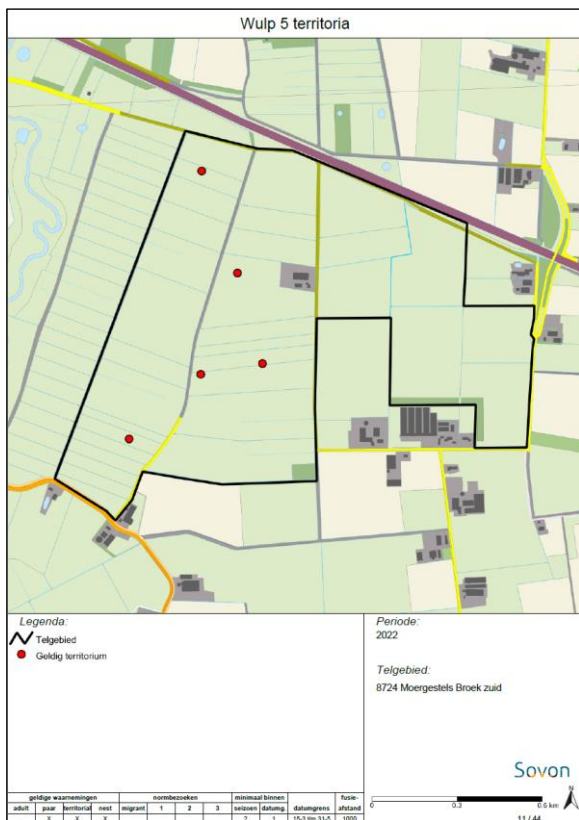 Wulp 5 territoria
Legenda:
Telgebied
Geldig territorium
Periode:
2022
Telgebied:
8724 Moergestels Broek zuid
Sovon
0 0.3 0.6 km
11 / 44
geldige waarnemingen normbezoeken minimaal binnen fusie-
adult paar territorial nest migrant 1 2 3 seizoen datumg. datumgrens afstand
X X X 2 1 15-3 t/m 31-5 1000